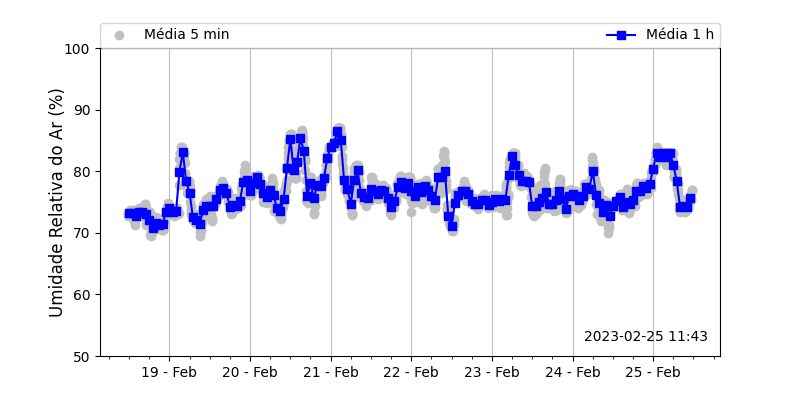 Média 5 min
Média 1 h
100
90
80
70
60
50
Umidade Relativa do Ar (%)
2023-02-25 11:43
19 - Feb
20 - Feb
21 - Feb
22 - Feb
23 - Feb
24 - Feb
25 - Feb